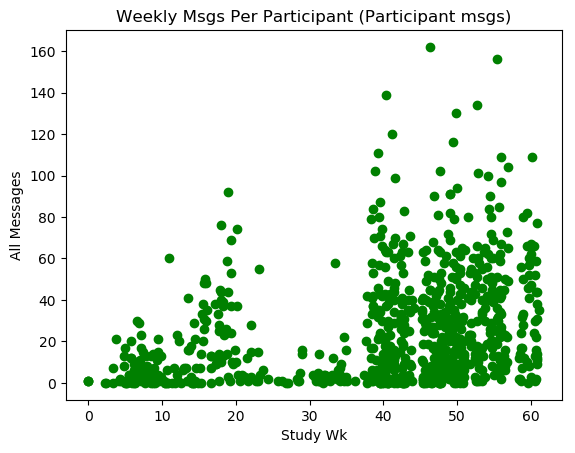 Weekly Msgs Per Participant (Participant msgs)
160
140
120
100
80
60
40
20
0
All Messages
0 10 20 30 40 50 60
Study Wk